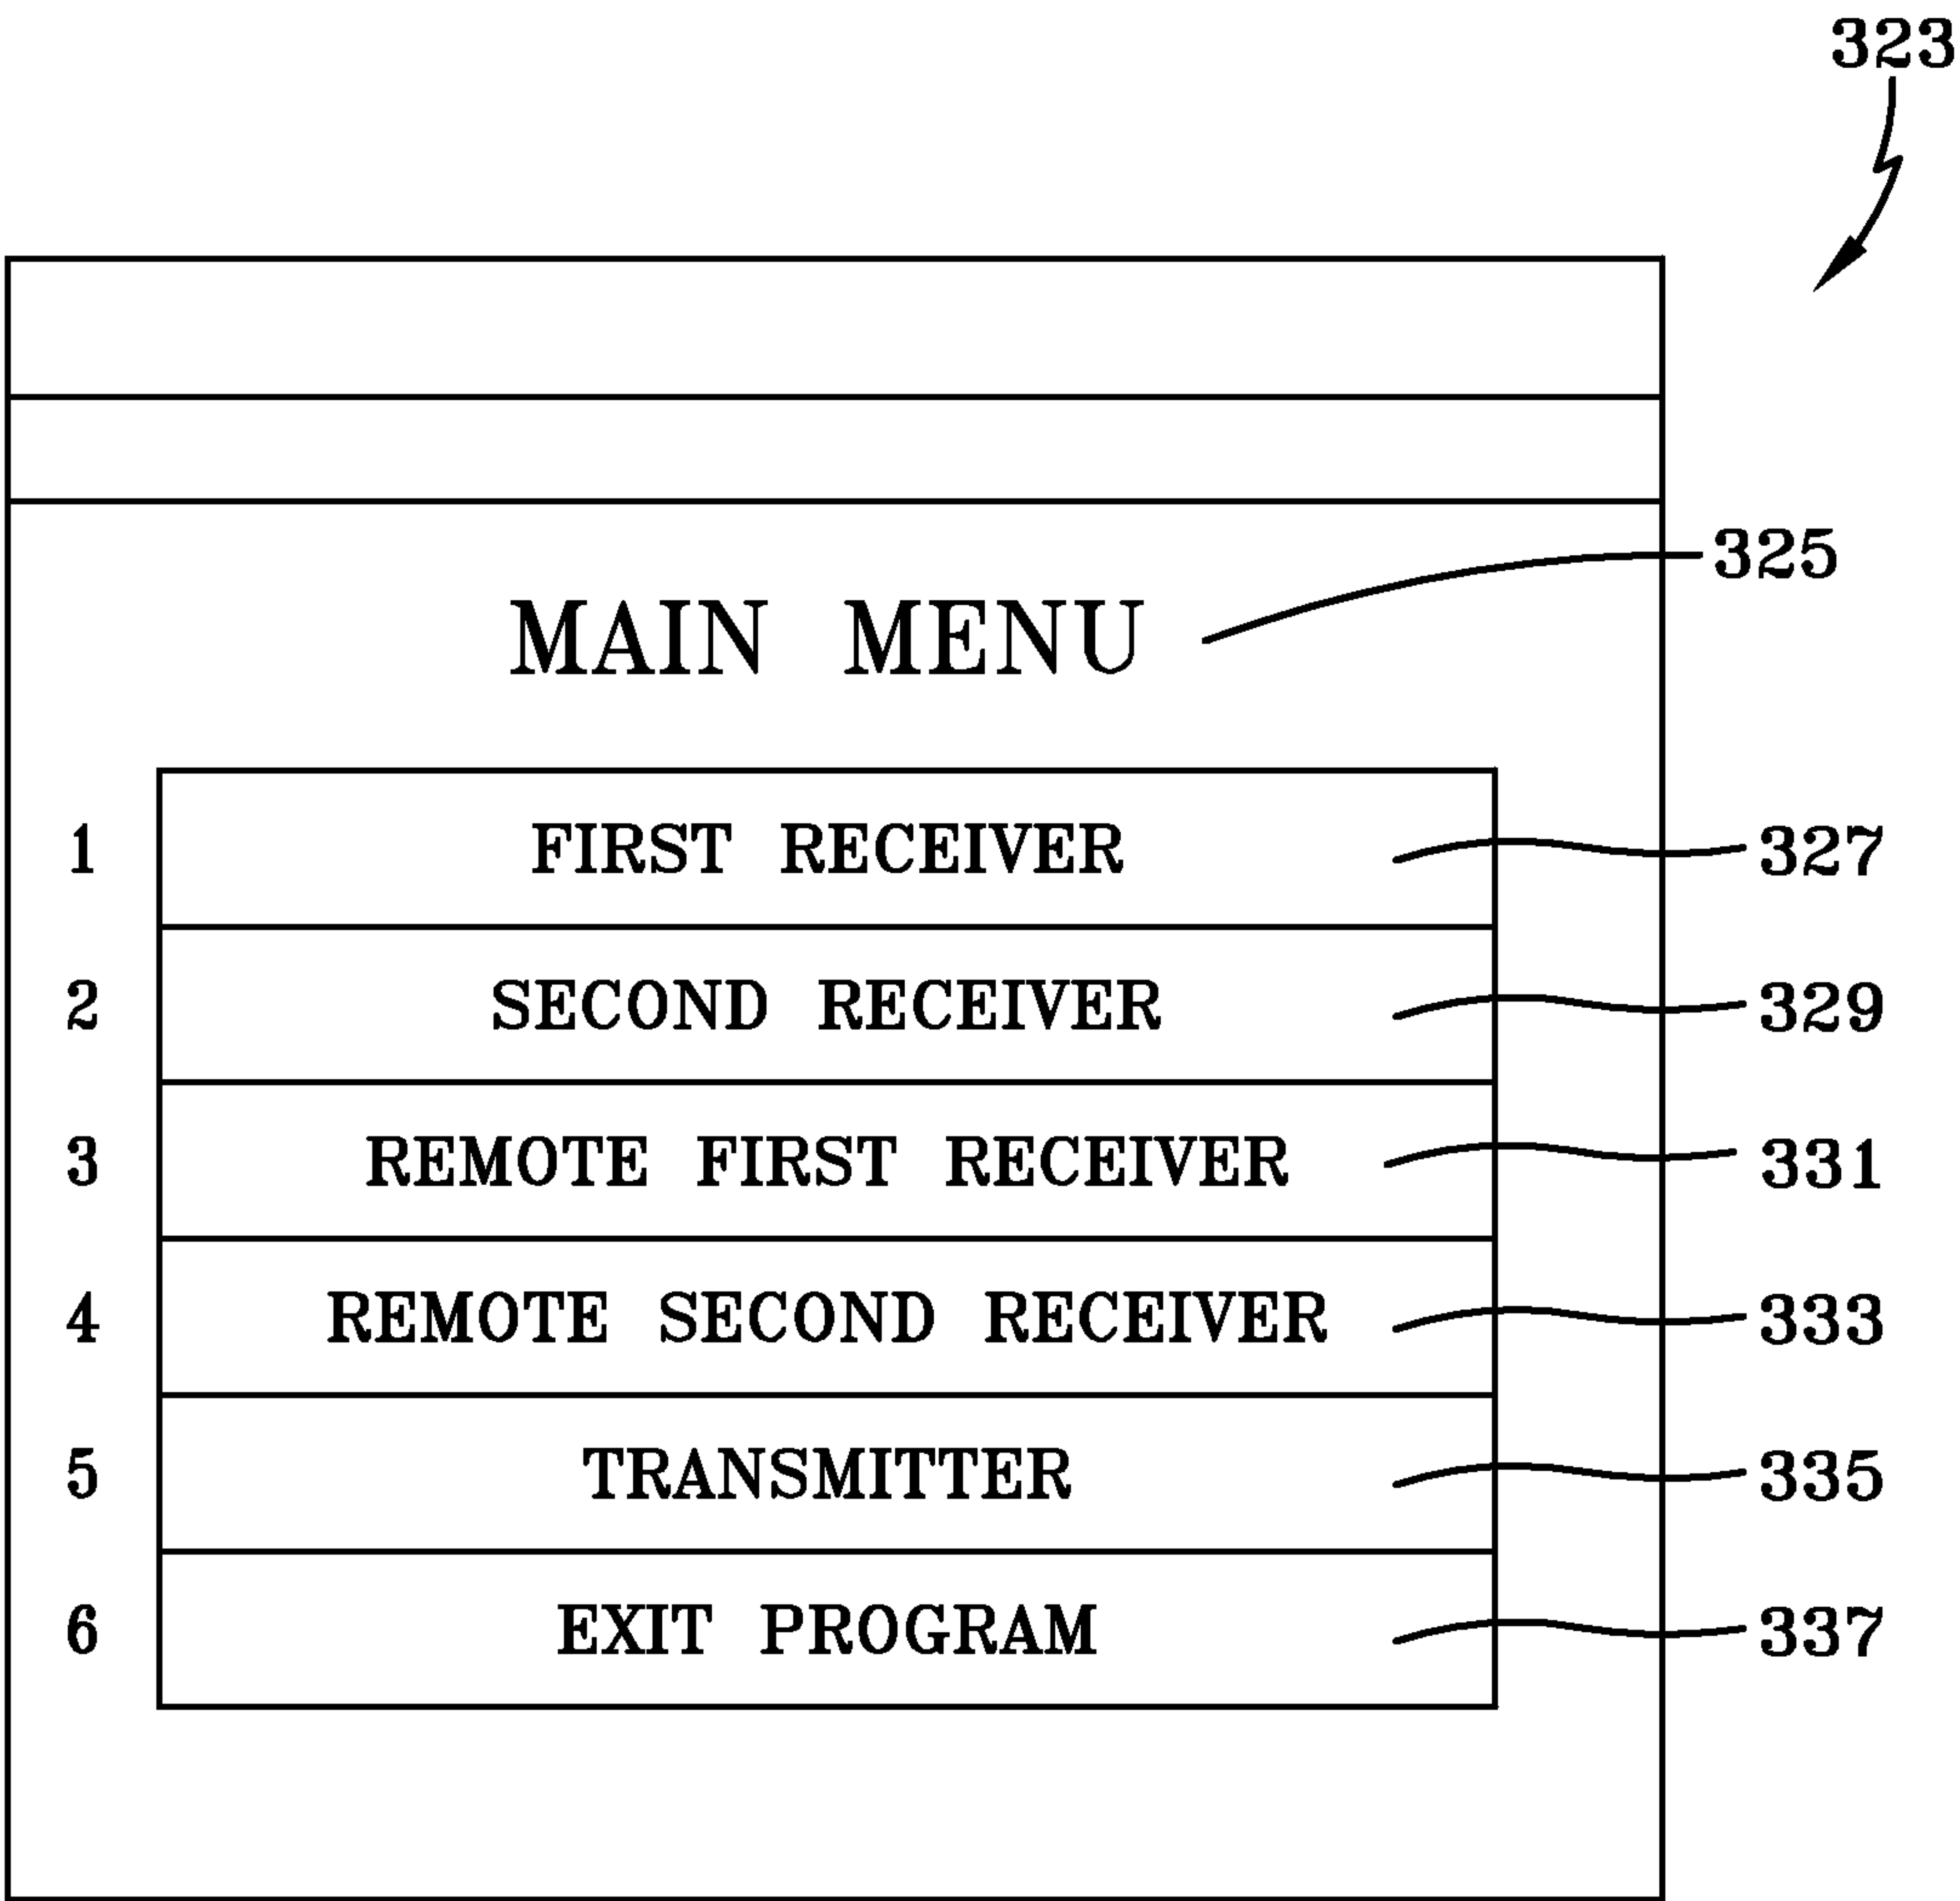 323
325
MAIN MENU
1 FIRST RECEIVER 327
2 SECOND RECEIVER 329
3 REMOTE FIRST RECEIVER 331
4 REMOTE SECOND RECEIVER 333
5 TRANSMITTER 335
6 EXIT PROGRAM 337